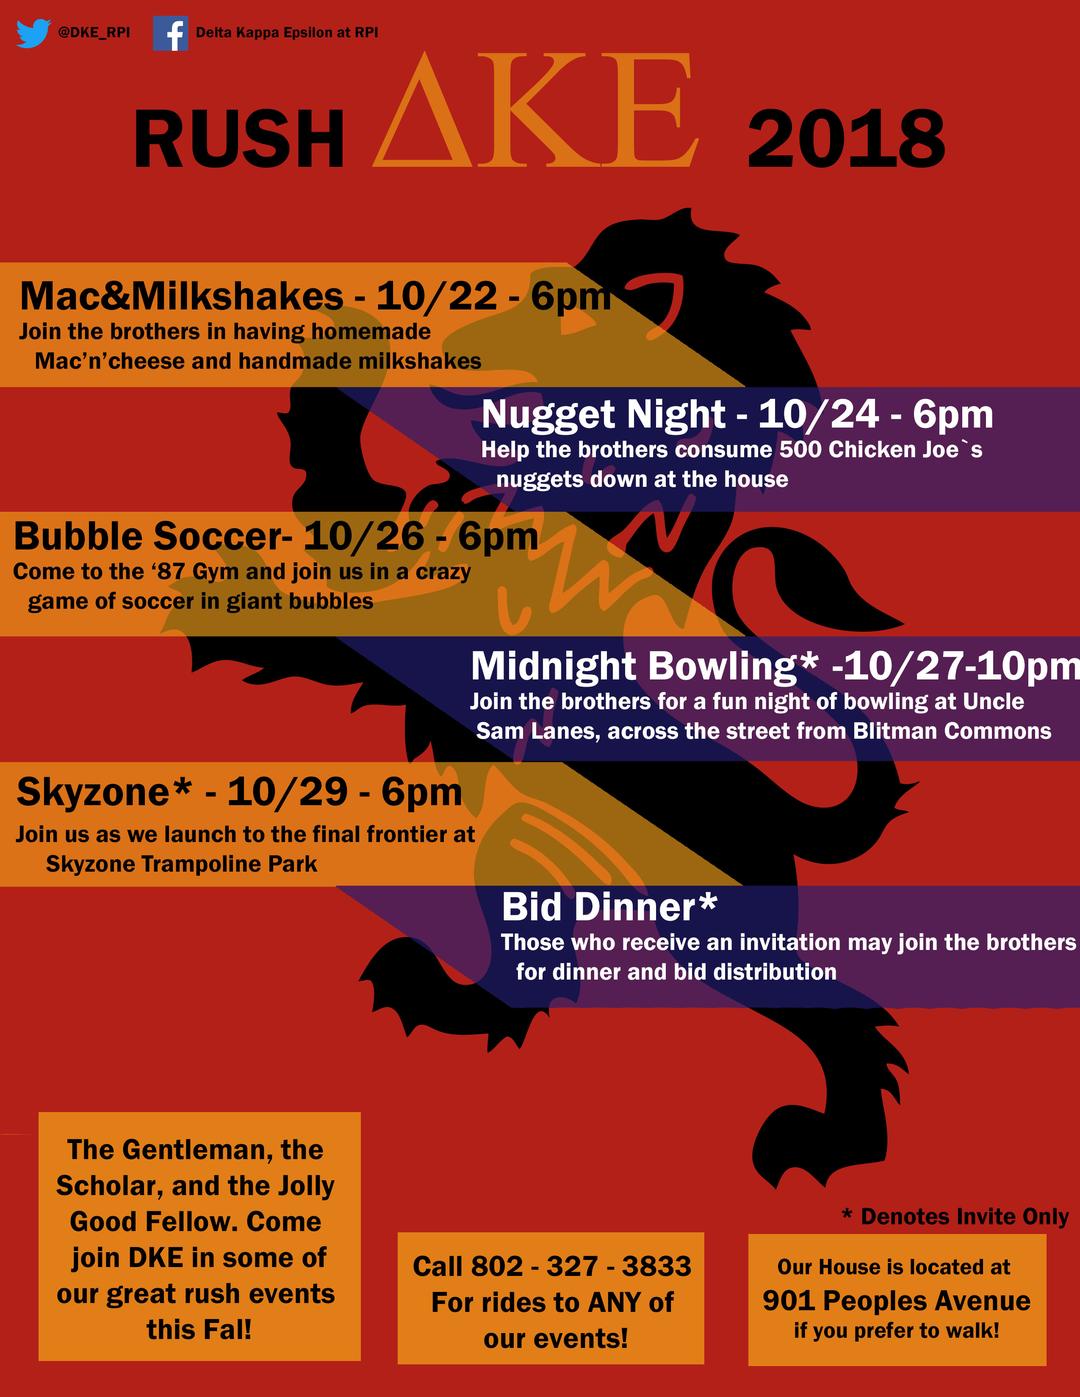 @DKE_RPI Delta Kappa Epsilon at RPI
RUSH ΔKE 2018
Mac&Milkshakes - 10/22 - 6pm
Join the brothers in having homemade
Mac’n’cheese and handmade milkshakes
Nugget Night - 10/24 - 6pm
Help the brothers consume 500 Chicken Joe`s
nuggets down at the house
Bubble Soccer- 10/26 - 6pm
Come to the ‘87 Gym and join us in a crazy
game of soccer in giant bubbles
Midnight Bowling* -10/27-10pm
Join the brothers for a fun night of bowling at Uncle
Sam Lanes, across the street from Blitman Commons
Skyzone* - 10/29 - 6pm
Join us as we launch to the final frontier at
Skyzone Trampoline Park
Bid Dinner*
Those who receive an invitation may join the brothers
for dinner and bid distribution
The Gentleman, the
Scholar, and the Jolly
Good Fellow. Come
join DKE in some of
our great rush events
this Fal!
Call 802 - 327 - 3833
For rides to ANY of
our events!
* Denotes Invite Only
Our House is located at
901 Peoples Avenue
if you prefer to walk!